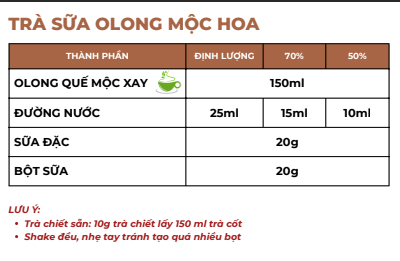 TRÀ SỮA OLONG MỘC HOA
THÀNH PHẦN ĐỊNH LƯỢNG 70% 50%
OLONG QUẾ MỘC XAY 150ml
ĐƯỜNG NƯỚC 25ml 15ml 10ml
SỮA ĐẶC 20g
BỘT SỮA 20g
LƯU Ý:
• Trà chiết sẵn: 10g trà chiết lấy 150 ml trà cốt
• Shake đều, nhẹ tay tránh tạo quá nhiều bọt